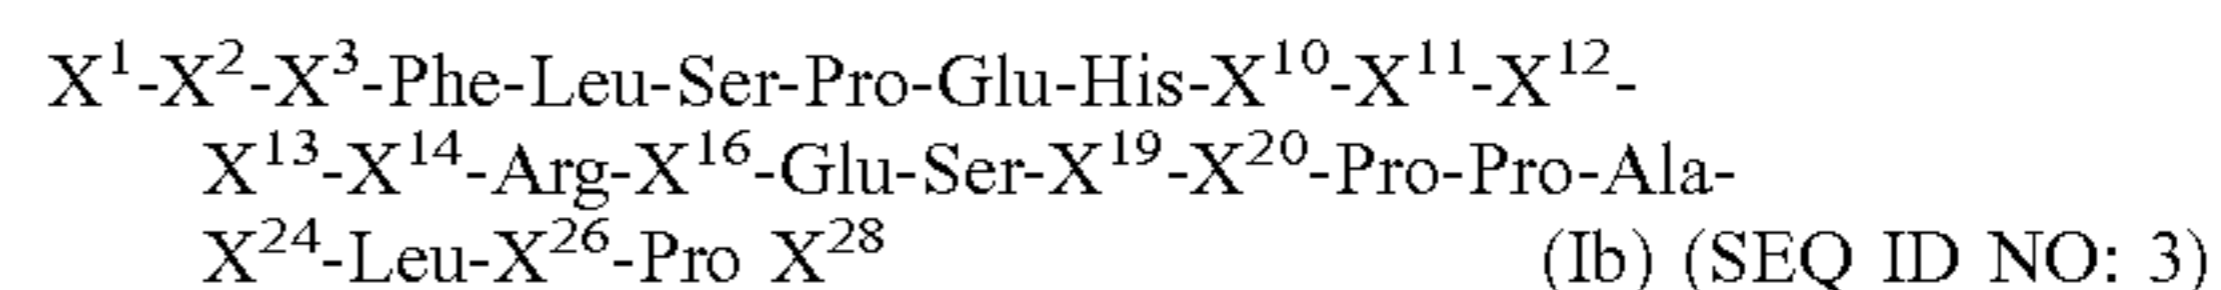 X¹-X²-X³-Phe-Leu-Ser-Pro-Glu-His-X¹⁰-X¹¹-X¹²-
X¹³-X¹⁴-Arg-X¹⁶-Glu-Ser-X¹⁹-X²⁰-Pro-Pro-Ala-
X²⁴-Leu-X²⁶-Pro X²⁸ (Ib) (SEQ ID NO: 3)